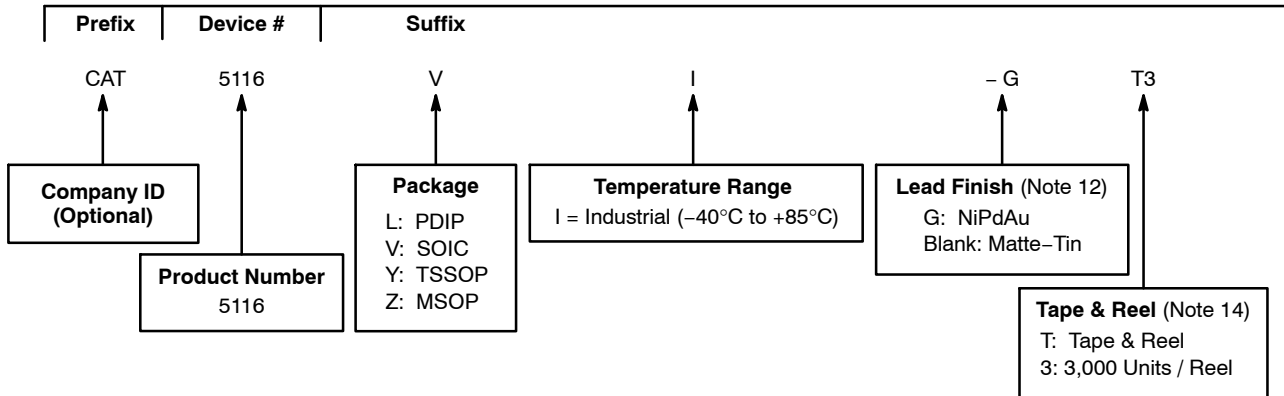 Prefix Device # Suffix
CAT 5116 V I – G T3
Company ID
(Optional)
Product Number
5116
Package
L: PDIP
V: SOIC
Y: TSSOP
Z: MSOP
Temperature Range
I = Industrial (−40°C to +85°C)
Lead Finish (Note 12)
G: NiPdAu
Blank: Matte−Tin
Tape & Reel (Note 14)
T: Tape & Reel
3: 3,000 Units / Reel